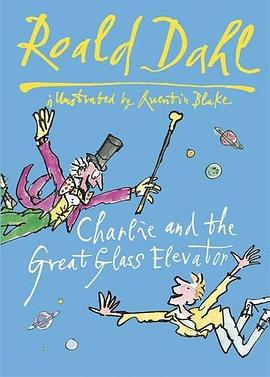 Roald Dahl
illustrated by Quentin Blake
Charlie and the
Great Glass Elevator